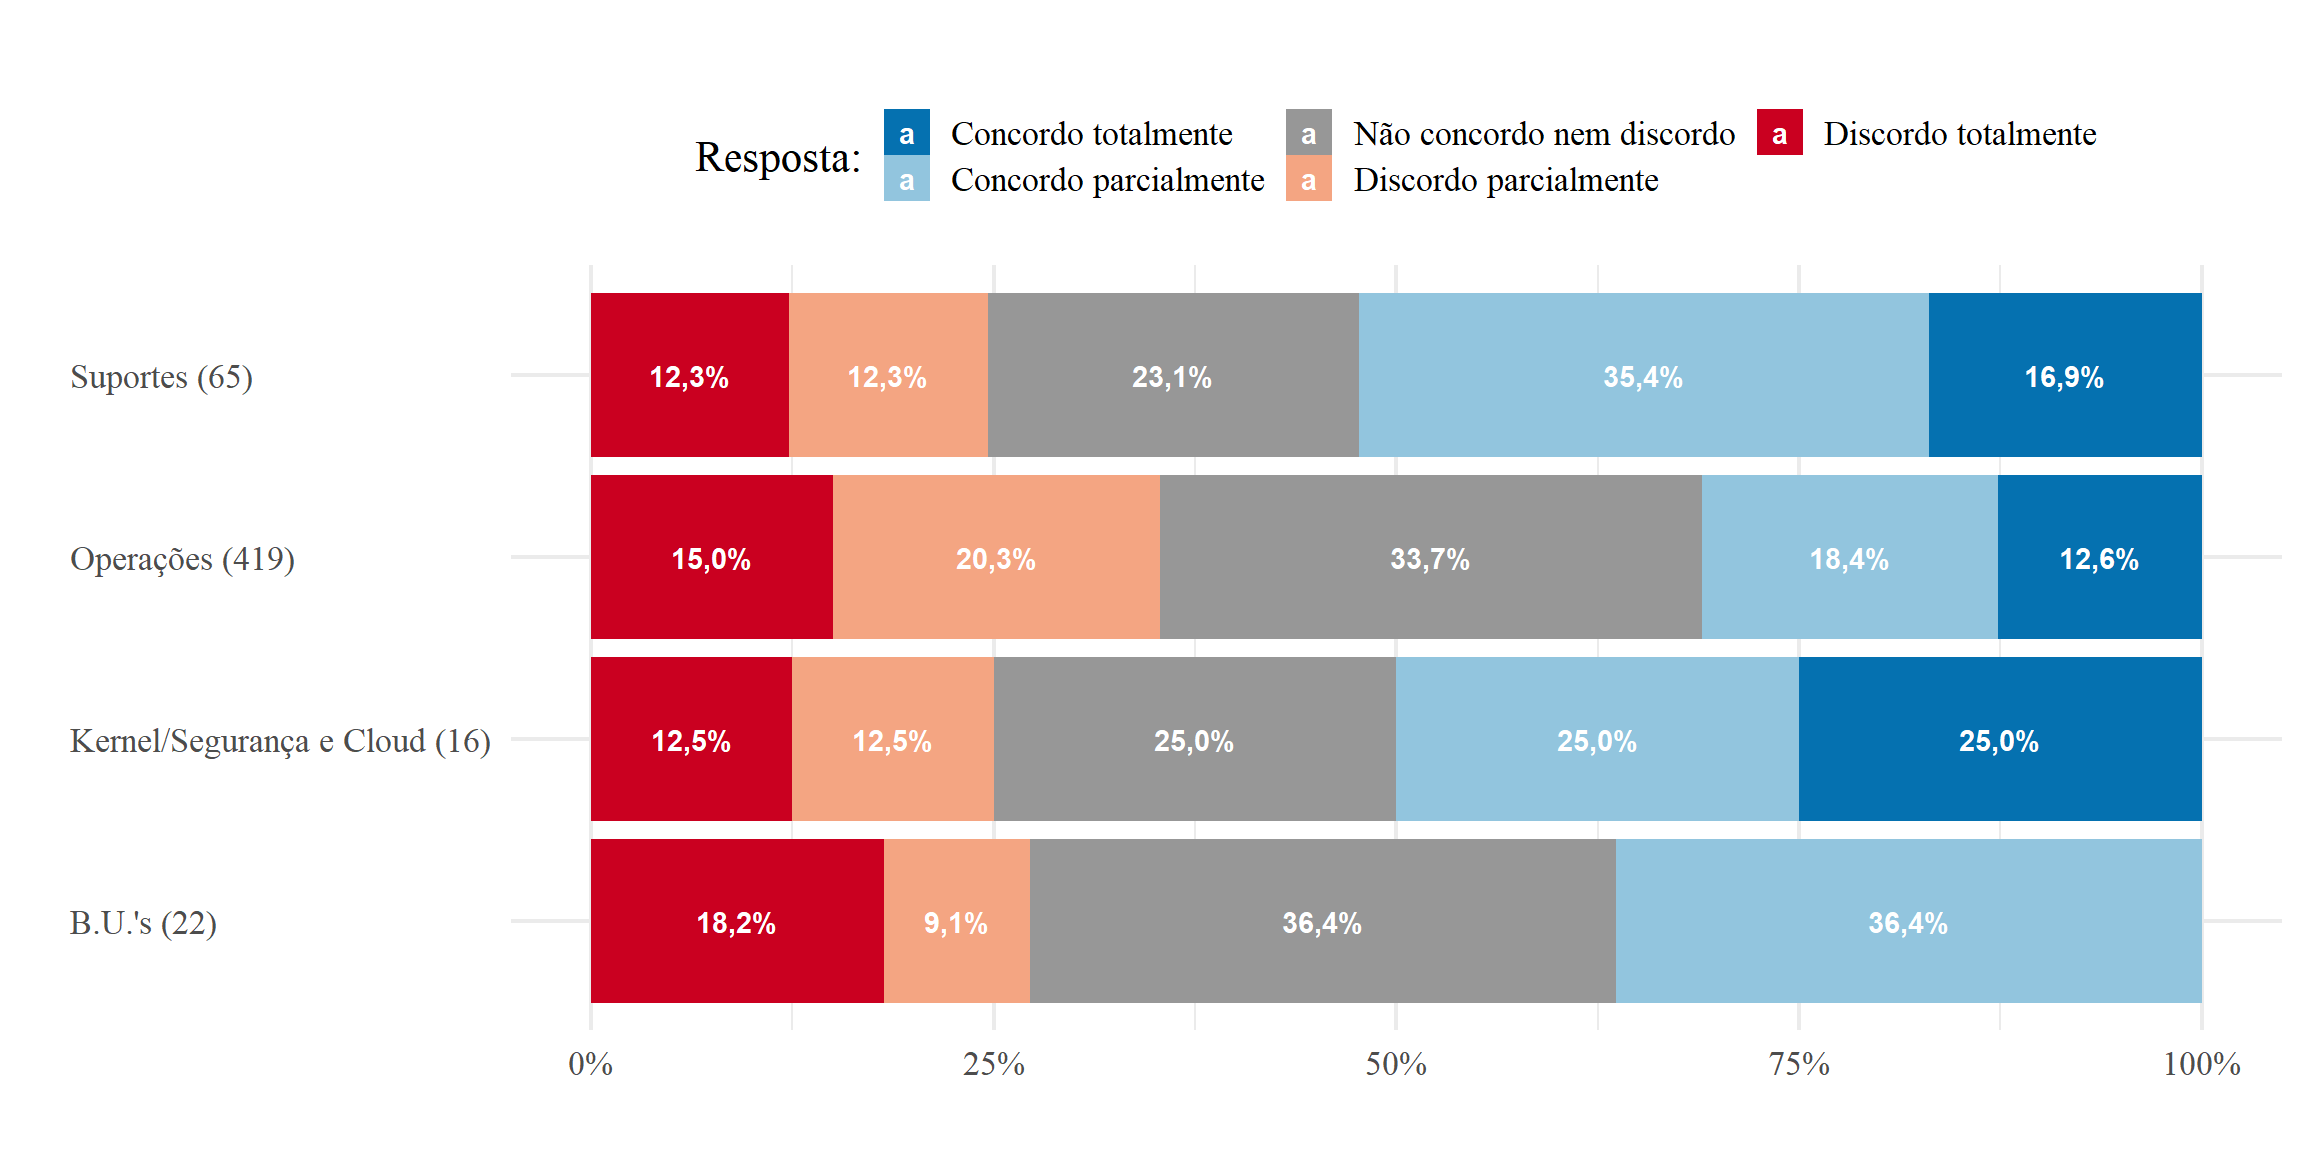 Resposta:
a Concordo totalmente a Não concordo nem discordo a Discordo totalmente
a Concordo parcialmente a Discordo parcialmente
Suportes (65) 12,3% 12,3% 23,1% 35,4% 16,9%
Operações (419) 15,0% 20,3% 33,7% 18,4% 12,6%
Kernel/Segurança e Cloud (16) 12,5% 12,5% 25,0% 25,0% 25,0%
B.U.'s (22) 18,2% 9,1% 36,4% 36,4%
0% 25% 50% 75% 100%